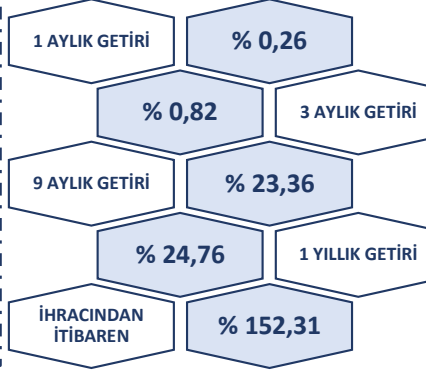 1 AYLIK GETİRİ
% 0,26
% 0,82
3 AYLIK GETİRİ
9 AYLIK GETİRİ
% 23,36
% 24,76
1 YILLIK GETİRİ
İHRACINDAN
İTİBAREN
% 152,31